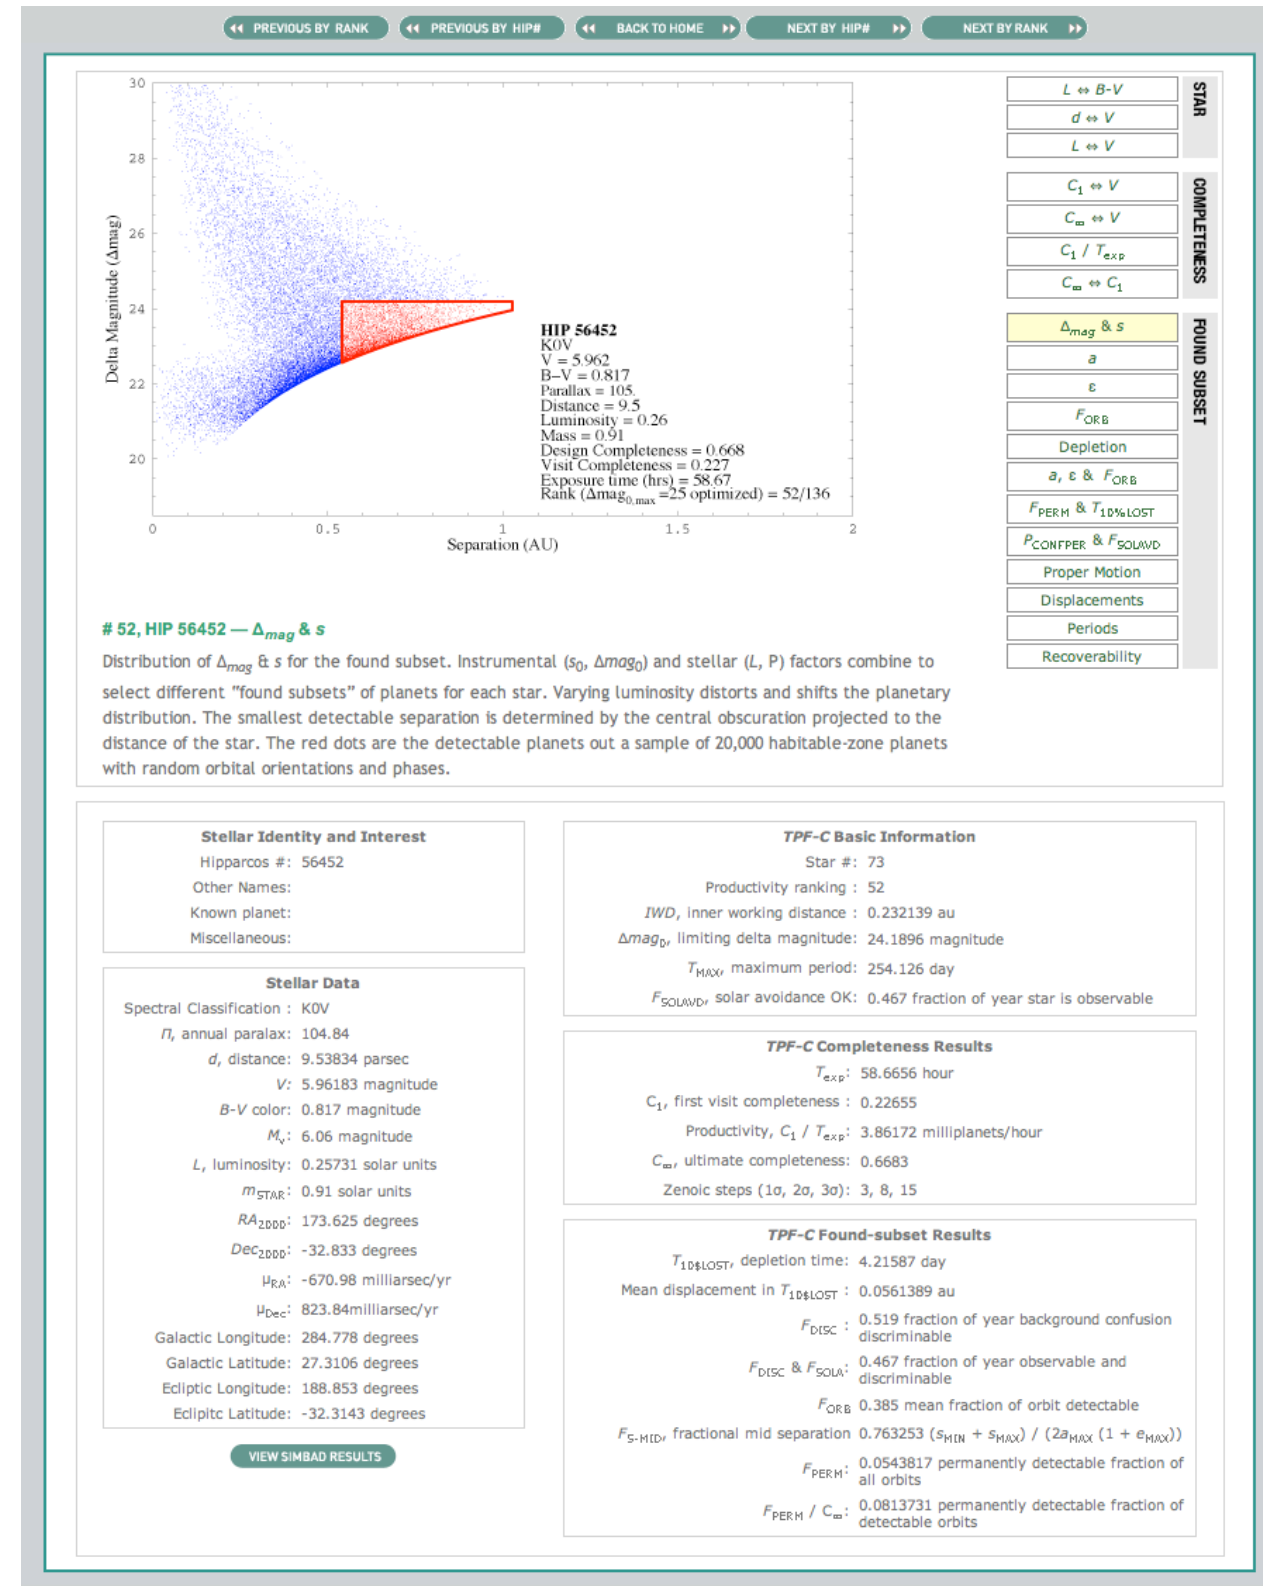 PREVIOUS BY RANK
PREVIOUS BY HIP#
BACK TO HOME
NEXT BY HIP#
NEXT BY RANK
30
28
26
24
22
20
Delta Magnitude (Δmag)
0
0.5
1
1.5
2
Separation (AU)
HIP 56452
K0V
V = 5.962
B–V = 0.817
Parallax = 105.
Distance = 9.5
Luminosity = 0.26
Mass = 0.91
Design Completeness = 0.668
Visit Completeness = 0.227
Exposure time (hrs) = 58.67
Rank (Δmag0,max =25 optimized) = 52/136
STAR
L ⇔ B-V
d ⇔ V
L ⇔ V
COMPLETENESS
C1 ⇔ V
C∞ ⇔ V
C1 / Texp
C∞ ⇔ C1
FOUND SUBSET
Δmag & s
a
ε
FORB
Depletion
a, ε & FORB
FPERM & T10%LOST
PCONFPER & FSOLAVD
Proper Motion
Displacements
Periods
Recoverability
# 52, HIP 56452 — Δmag & s
Distribution of Δmag & s for the found subset. Instrumental (s0, Δmag0) and stellar (L, P) factors combine to
select different "found subsets" of planets for each star. Varying luminosity distorts and shifts the planetary
distribution. The smallest detectable separation is determined by the central obscuration projected to the
distance of the star. The red dots are the detectable planets out a sample of 20,000 habitable-zone planets
with random orbital orientations and phases.
Stellar Identity and Interest
Hipparcos #: 56452
Other Names:
Known planet:
Miscellaneous:
Stellar Data
Spectral Classification : K0V
Π, annual paralax: 104.84
d, distance: 9.53834 parsec
V: 5.96183 magnitude
B-V color: 0.817 magnitude
Mv: 6.06 magnitude
L, luminosity: 0.25731 solar units
mSTAR: 0.91 solar units
RA2000: 173.625 degrees
Dec2000: -32.833 degrees
μRA: -670.98 milliarsec/yr
μDec: 823.84milliarsec/yr
Galactic Longitude: 284.778 degrees
Galactic Latitude: 27.3106 degrees
Ecliptic Longitude: 188.853 degrees
Eclipitc Latitude: -32.3143 degrees
VIEW SIMBAD RESULTS
TPF-C Basic Information
Star #: 73
Productivity ranking : 52
IWD, inner working distance : 0.232139 au
ΔmagD, limiting delta magnitude: 24.1896 magnitude
TMAX, maximum period: 254.126 day
FSOLAVD, solar avoidance OK: 0.467 fraction of year star is observable
TPF-C Completeness Results
Texp: 58.6656 hour
C1, first visit completeness : 0.22655
Productivity, C1 / Texp: 3.86172 milliplanets/hour
C∞, ultimate completeness: 0.6683
Zenoic steps (1σ, 2σ, 3σ): 3, 8, 15
TPF-C Found-subset Results
T10$LOST, depletion time: 4.21587 day
Mean displacement in T10$LOST : 0.0561389 au
FDISC : 0.519 fraction of year background confusion
discriminable
FDISC & FSOLA: 0.467 fraction of year observable and
discriminable
FORB 0.385 mean fraction of orbit detectable
FS-MID, fractional mid separation 0.763253 (sMIN + sMAX) / (2aMAX (1 + eMAX))
FPERM: 0.0543817 permanently detectable fraction of
all orbits
FPERM / C∞: 0.0813731 permanently detectable fraction of
detectable orbits